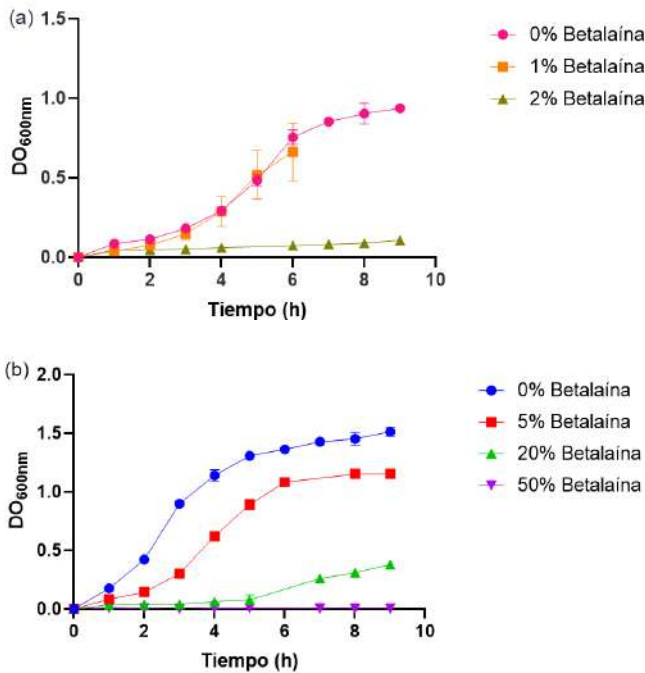 (a)
1.5
1.0
0.5
0.0
DO600nm
0 2 4 6 8 10
Tiempo (h)
0% Betalaína
1% Betalaína
2% Betalaína
(b)
2.0
1.5
1.0
0.5
0.0
DO600nm
0 2 4 6 8 10
Tiempo (h)
0% Betalaína
5% Betalaína
20% Betalaína
50% Betalaína